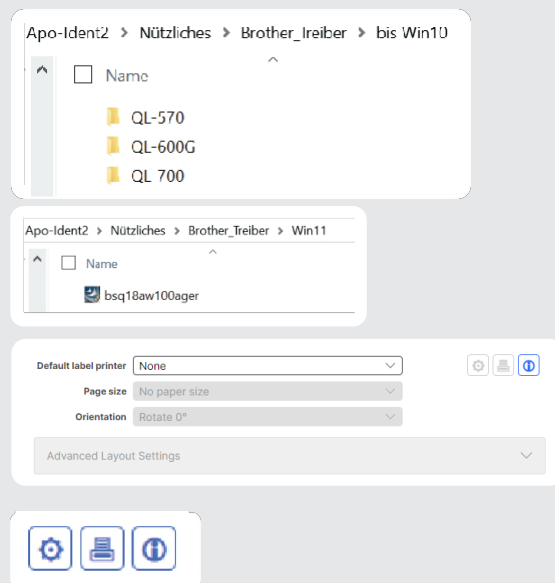 Apo-Ident2 > Nützliches > Brother_Treiber > bis Win10
Name
QL-570
QL-600G
QL 700
Apo-Ident2 > Nützliches > Brother_Treiber > Win11
Name
bsq18aw100ager
Default label printer None
Page size No paper size
Orientation Rotate 0°
Advanced Layout Settings